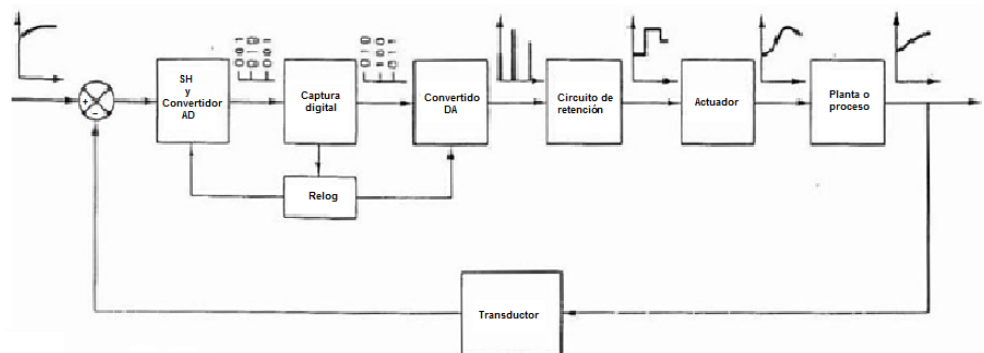 SH
y
Convertidor
AD
Captura
digital
Convertido
DA
Circuito de
retención
Actuador
Planta o
proceso
+
−
Relog
Transductor